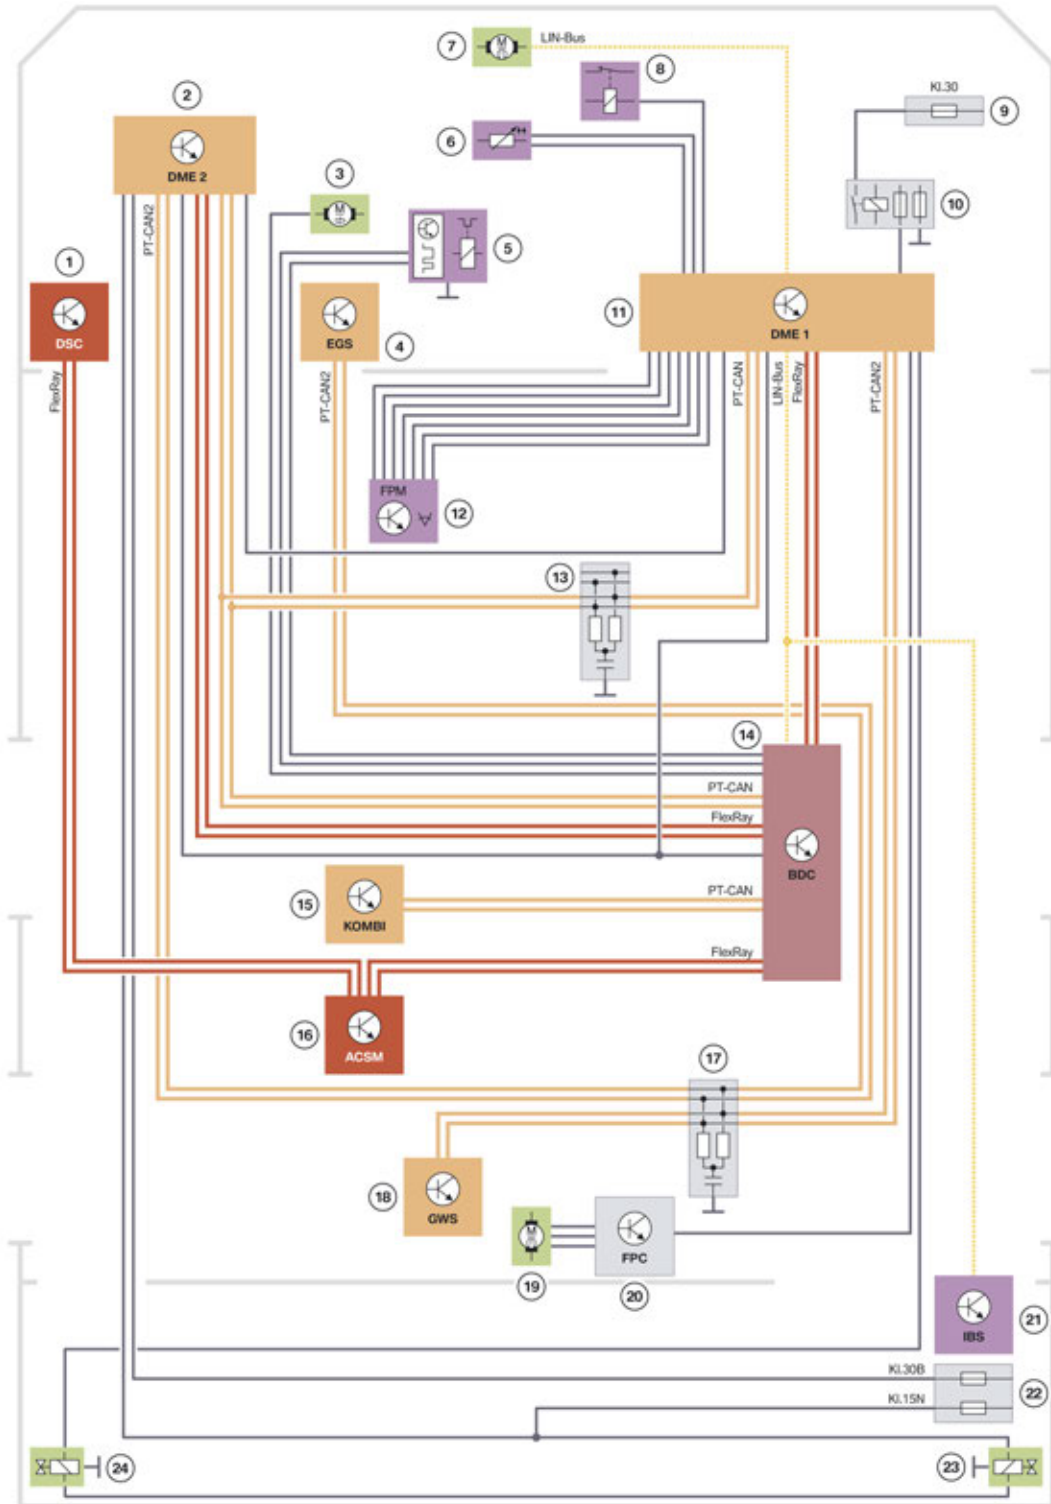 7
LIN-Bus
8
2
Kl.30
9
6
DME 2
3
M
10
5
PT-CAN2
1
11
DME 1
DSC
EGS
4
FlexRay
PT-CAN2
PT-CAN
LIN-Bus
FlexRay
PT-CAN2
FPM
12
13
14
PT-CAN
FlexRay
BDC
15
KOMBI
PT-CAN
FlexRay
16
ACSM
17
18
GWS
M
FPC
19
20
IBS
21
Kl.30B
22
Kl.15N
24
23